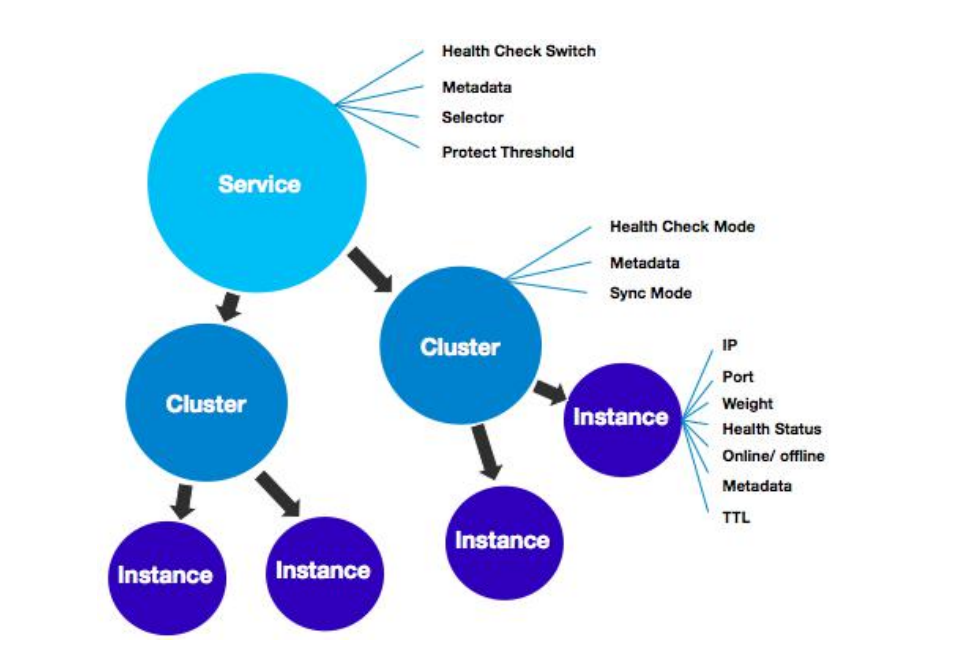 Health Check Switch
Metadata
Selector
Protect Threshold
Service
Health Check Mode
Metadata
Sync Mode
Cluster
Cluster
IP
Port
Weight
Health Status
Online/ offline
Metadata
TTL
Instance
Instance
Instance
Instance